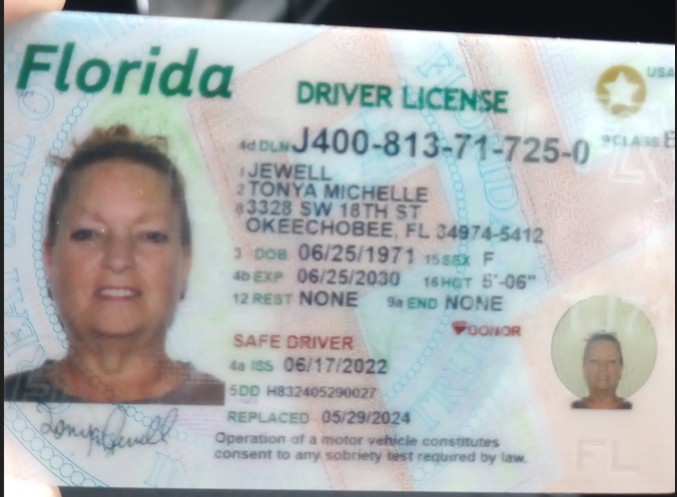 Florida
DRIVER LICENSE
USA
4d DLN J400-813-71-725-0
9 CLASS E
1 JEWELL
2 TONYA MICHELLE
8 3328 SW 18TH ST
OKEECHOBEE, FL 34974-5412
3 DOB 06/25/1971 15 SEX F
4b EXP 06/25/2030 16 HGT 5'-06"
12 REST NONE 9a END NONE
DONOR
SAFE DRIVER
4a ISS 06/17/2022
5DD H832405290027
REPLACED 05/29/2024
Operation of a motor vehicle constitutes
consent to any sobriety test required by law.
FL